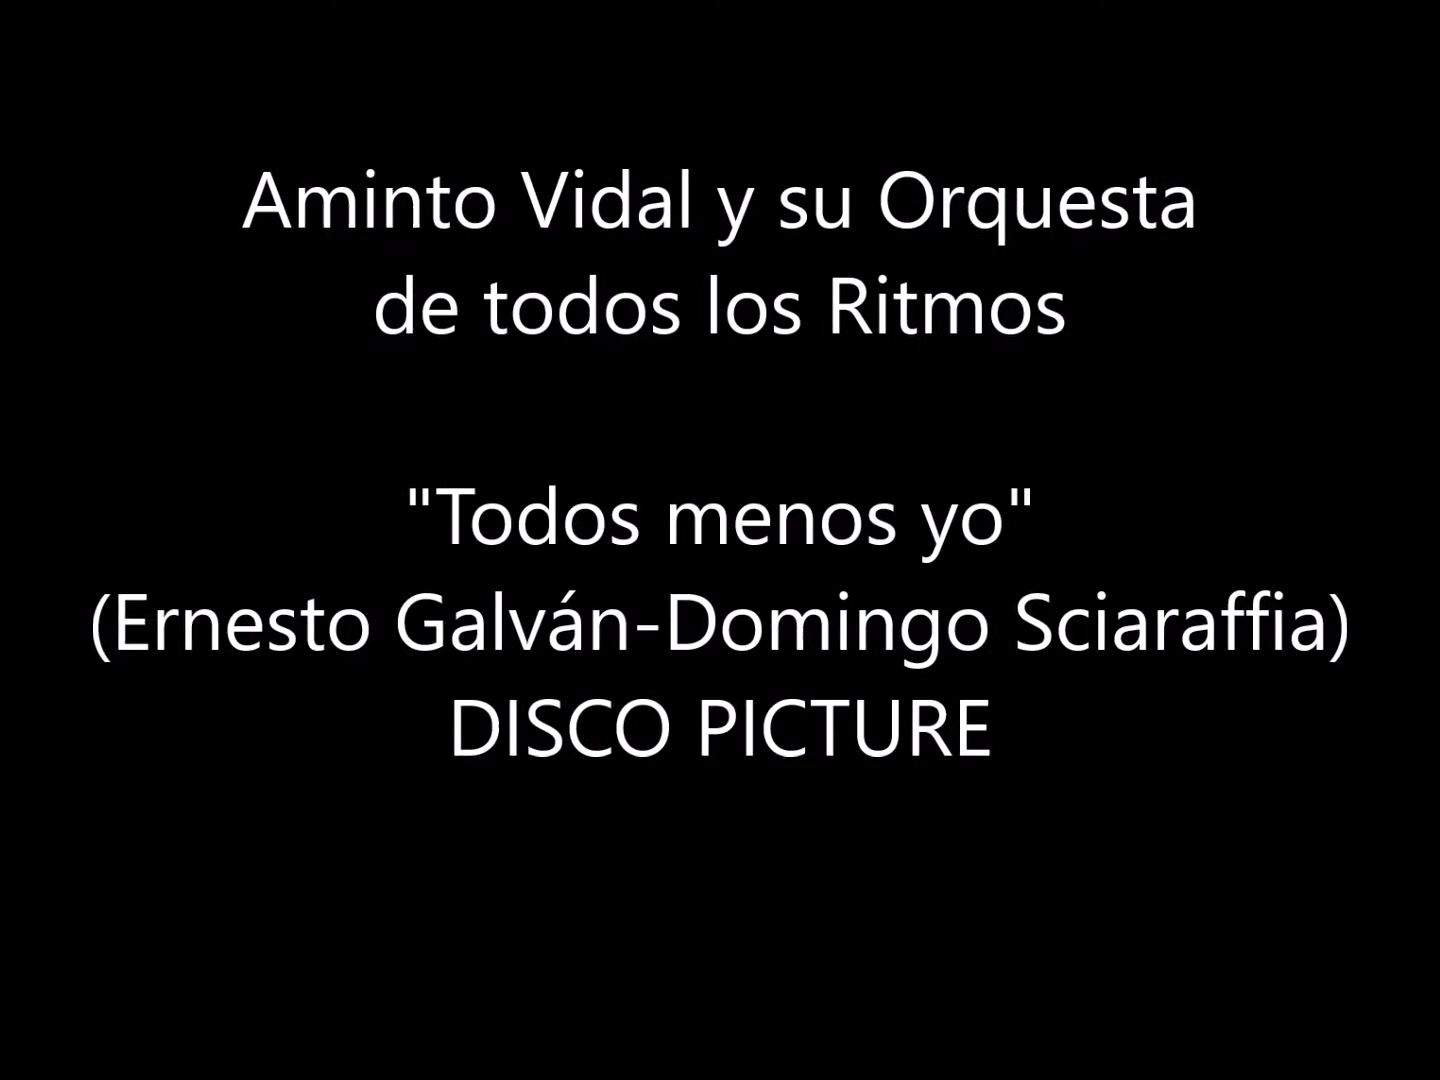 Aminto Vidal y su Orquesta
de todos los Ritmos
"Todos menos yo"
(Ernesto Galván-Domingo Sciaraffia)
DISCO PICTURE